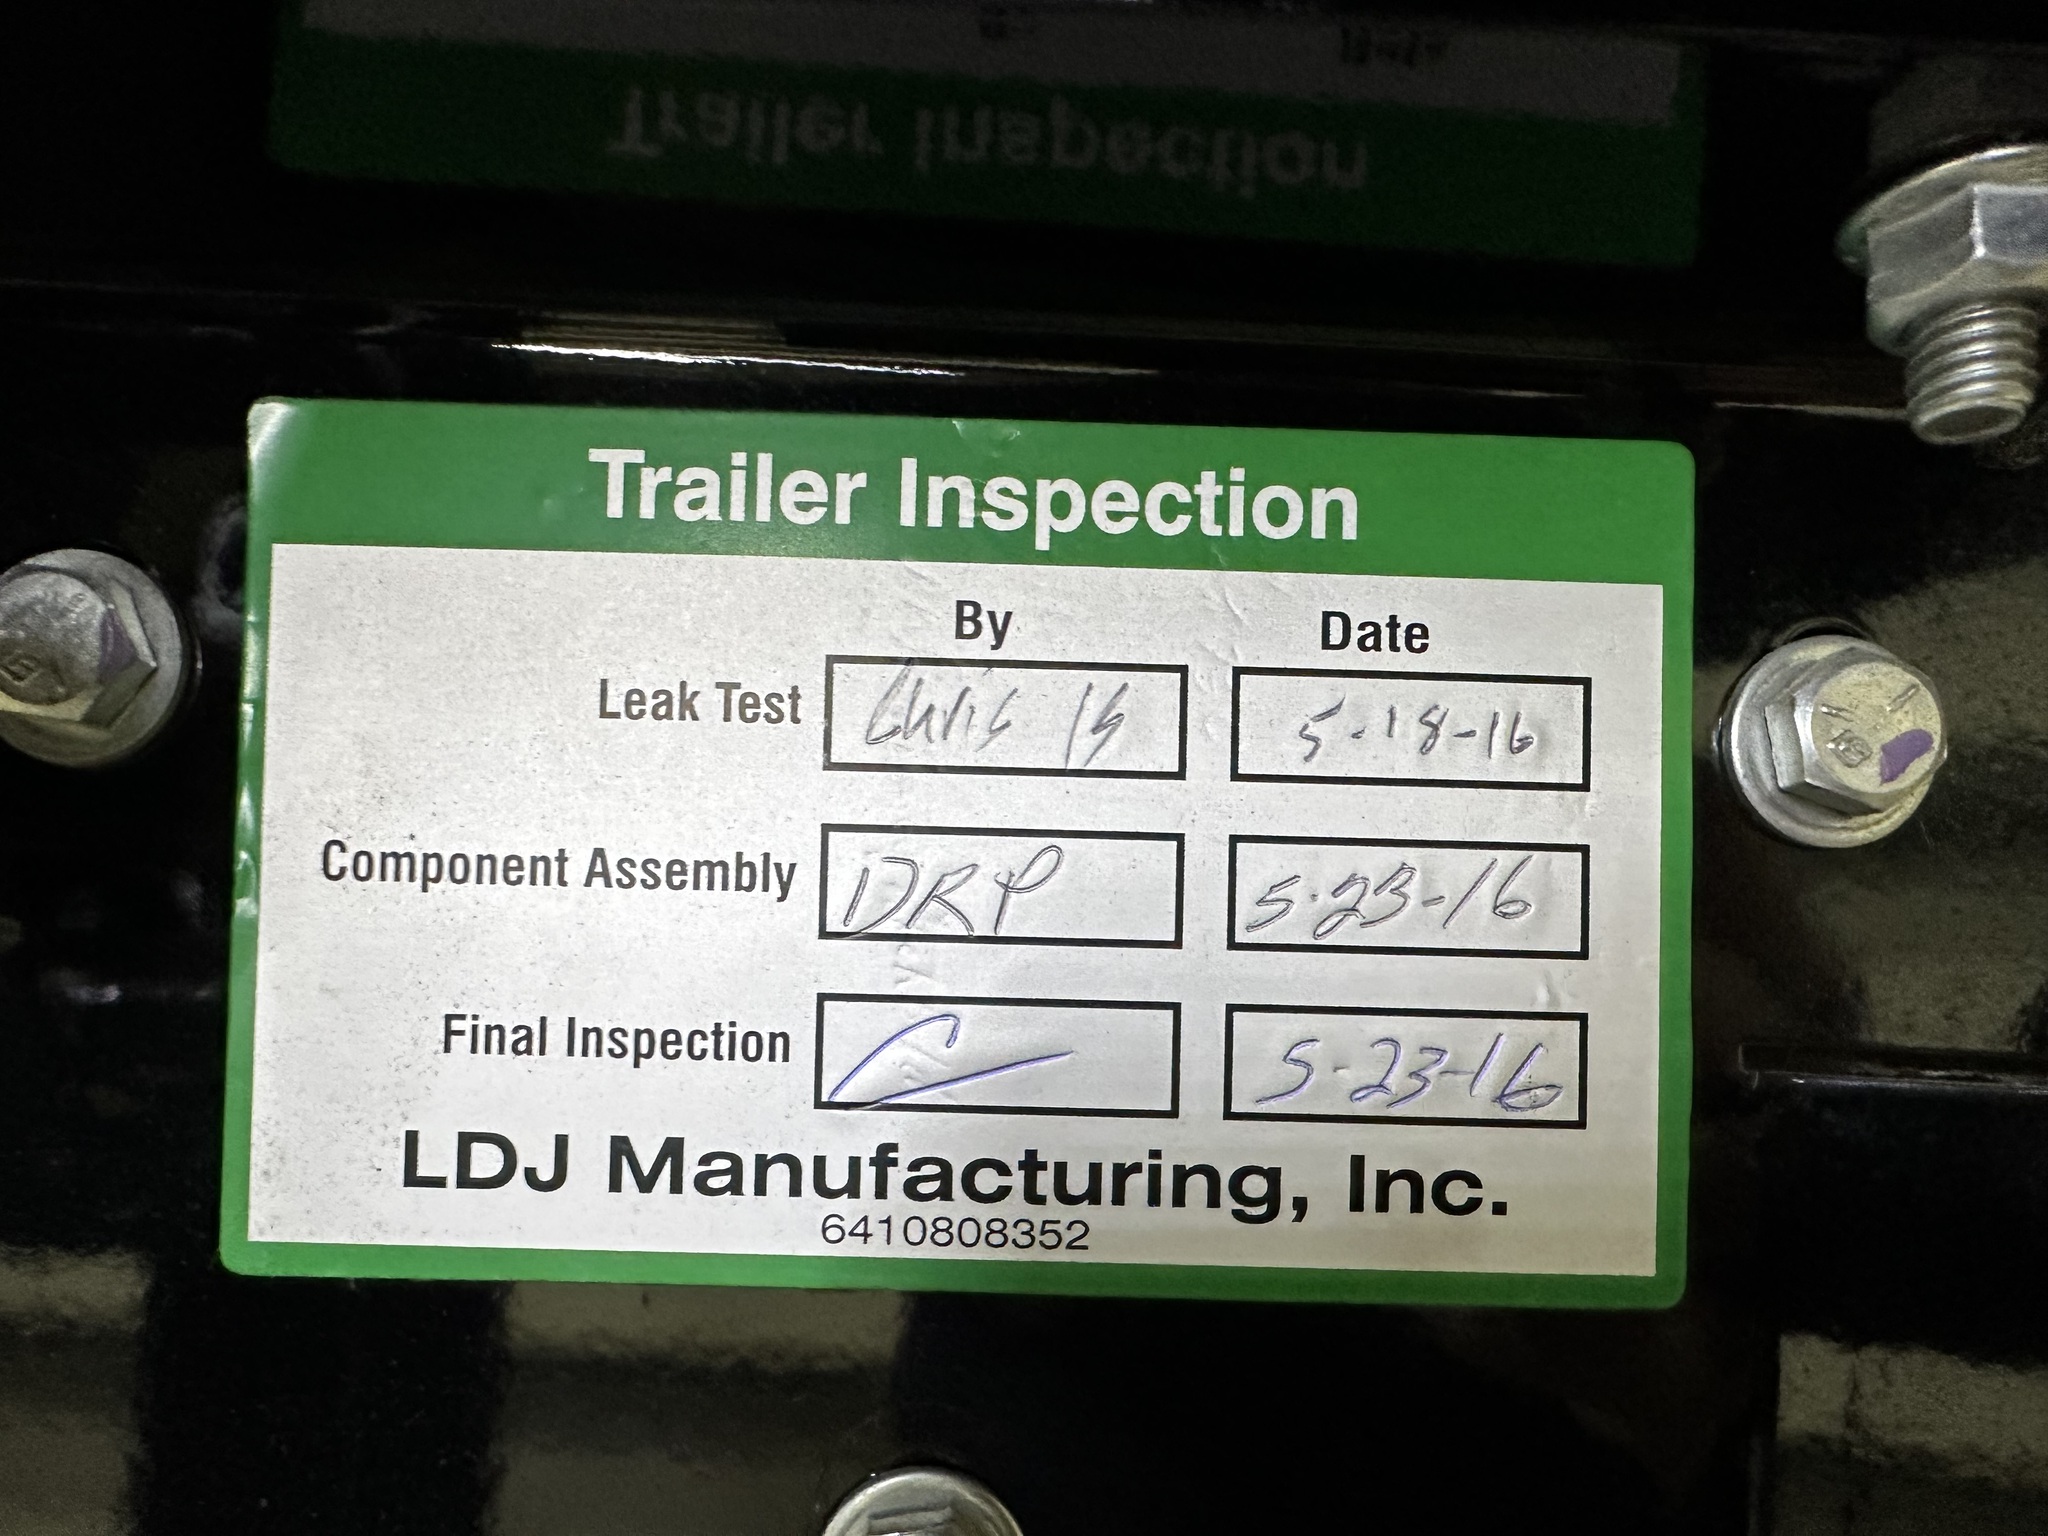 Trailer Inspection
By Date
Leak Test Chris 5-18-16
Component Assembly DRP 5-23-16
Final Inspection 5-23-16
LDJ Manufacturing, Inc.
6410808352